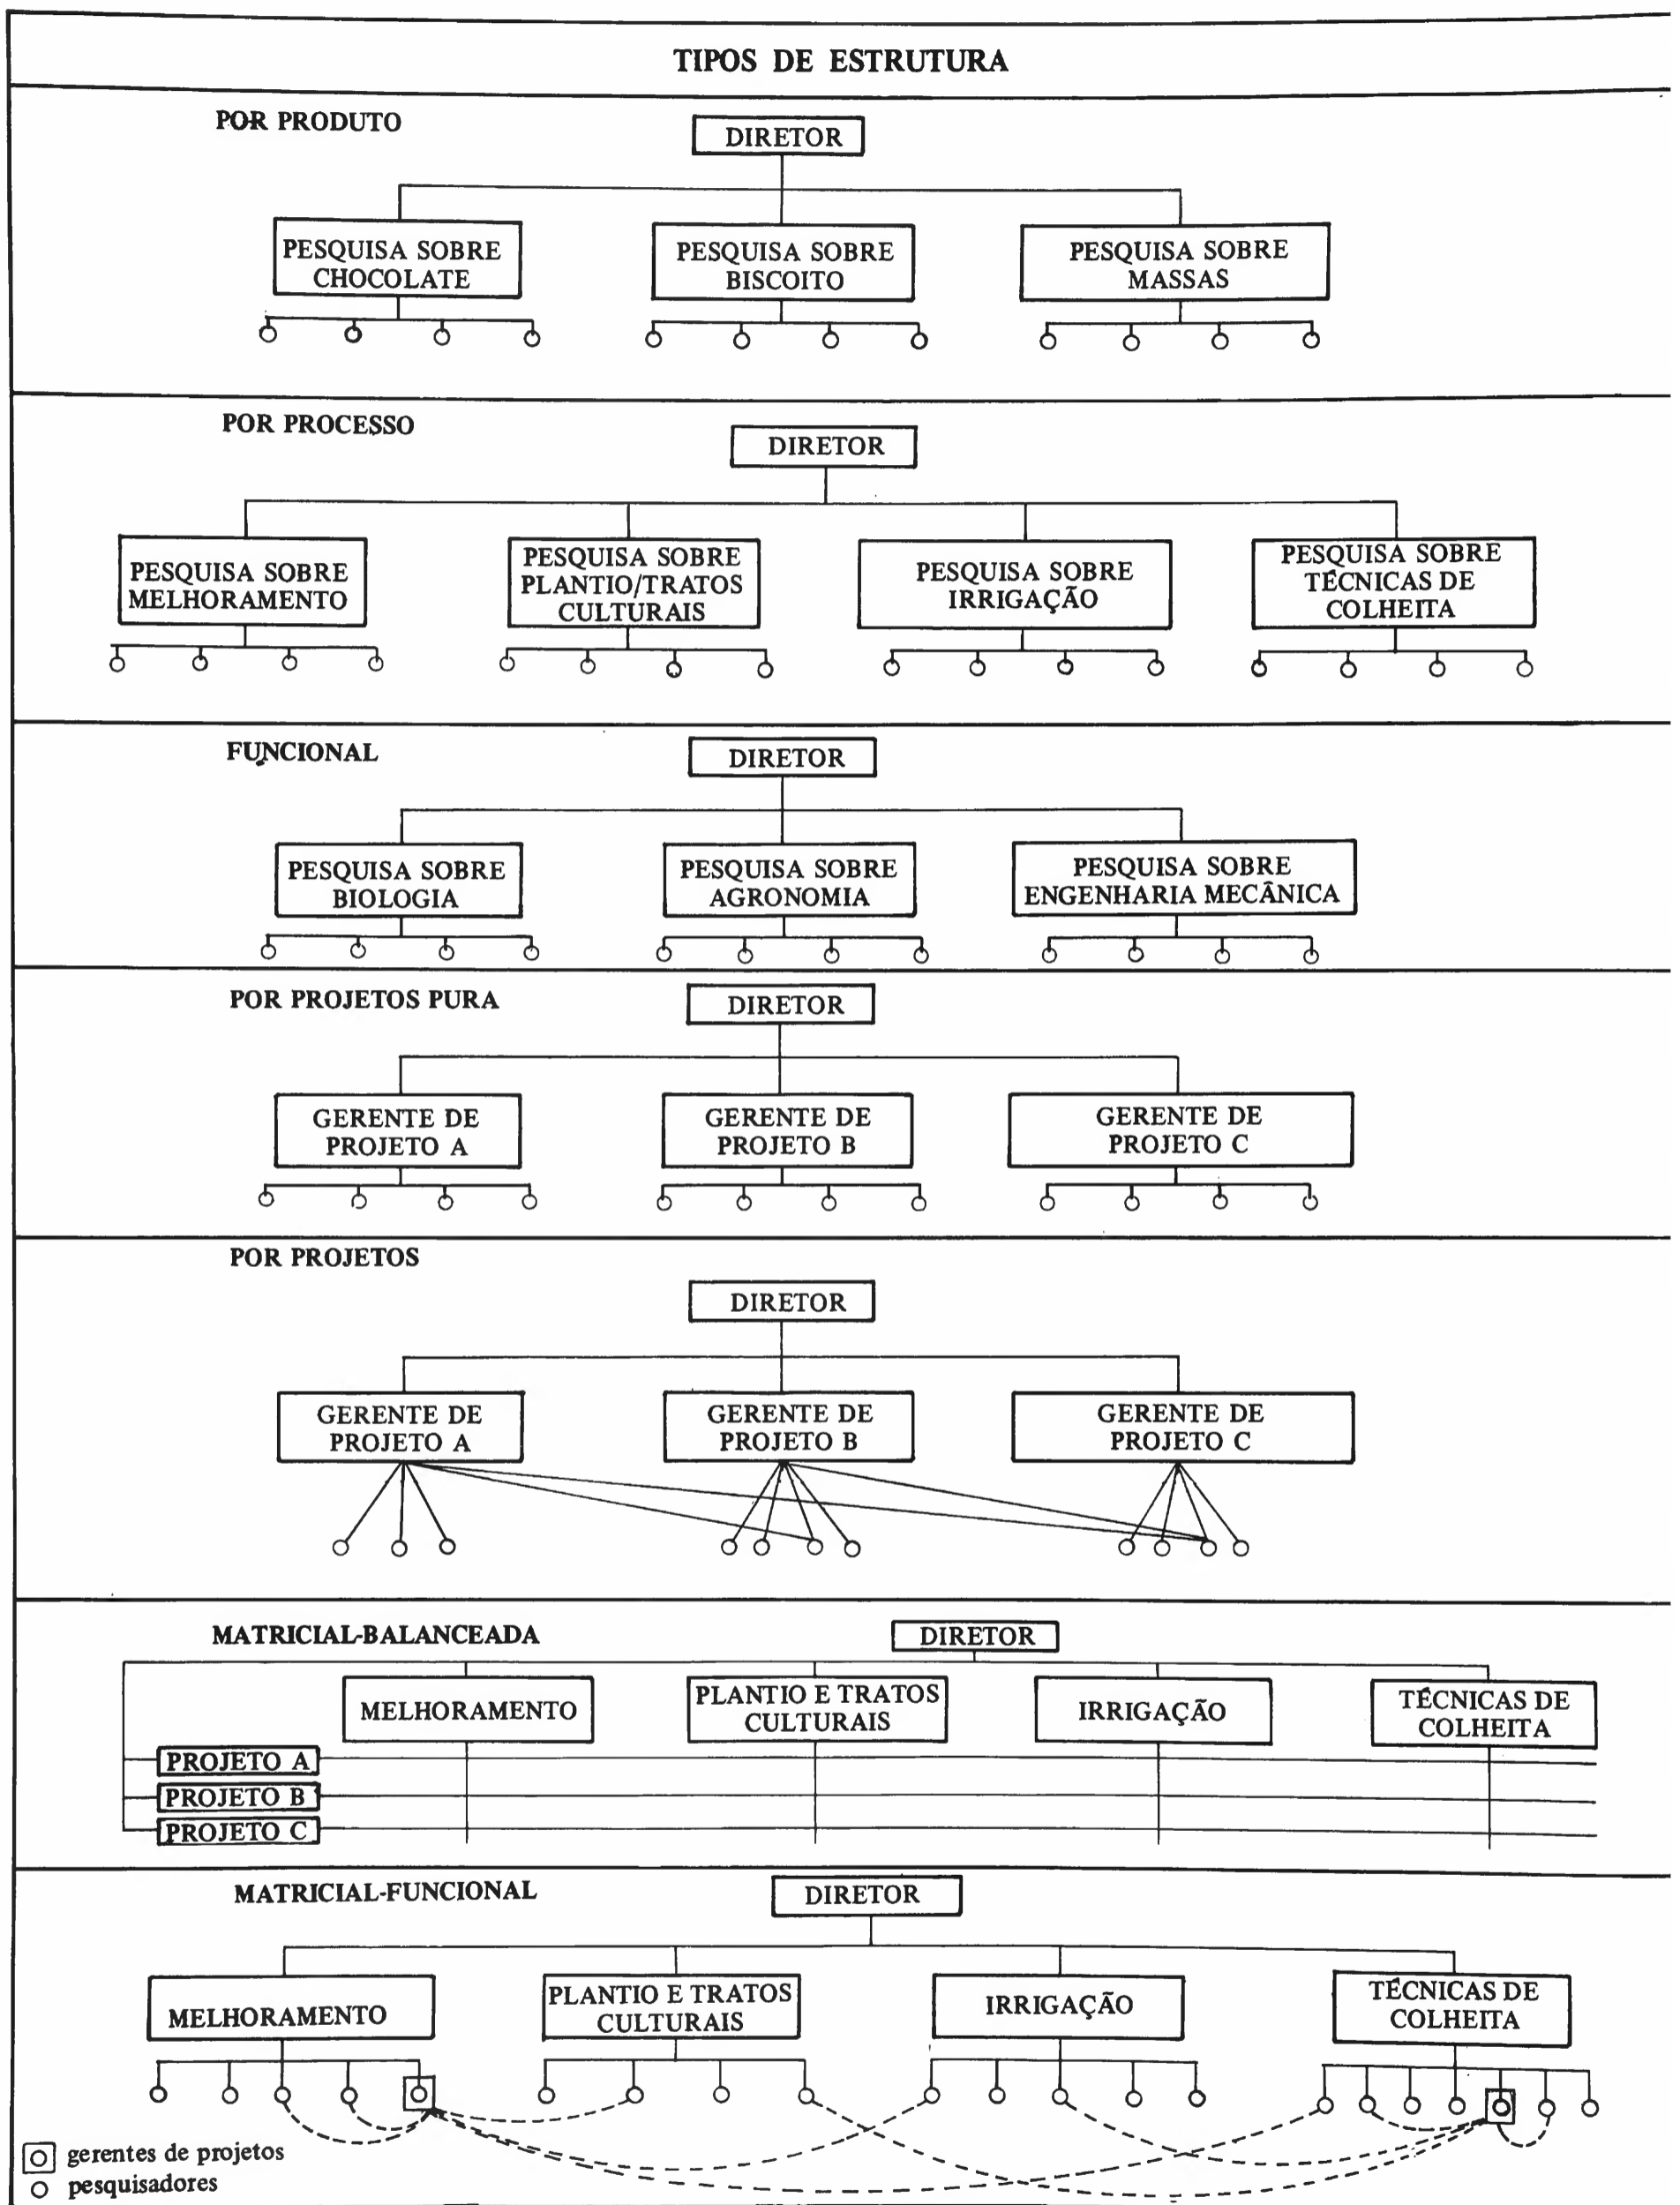 TIPOS DE ESTRUTURA
POR PRODUTO
DIRETOR
PESQUISA SOBRE
CHOCOLATE
PESQUISA SOBRE
BISCOITO
PESQUISA SOBRE
MASSAS
POR PROCESSO
DIRETOR
PESQUISA SOBRE
MELHORAMENTO
PESQUISA SOBRE
PLANTIO/TRATOS
CULTURAIS
PESQUISA SOBRE
IRRIGAÇÃO
PESQUISA SOBRE
TÉCNICAS DE
COLHEITA
FUNCIONAL
DIRETOR
PESQUISA SOBRE
BIOLOGIA
PESQUISA SOBRE
AGRONOMIA
PESQUISA SOBRE
ENGENHARIA MECÂNICA
POR PROJETOS PURA
DIRETOR
GERENTE DE
PROJETO A
GERENTE DE
PROJETO B
GERENTE DE
PROJETO C
POR PROJETOS
DIRETOR
GERENTE DE
PROJETO A
GERENTE DE
PROJETO B
GERENTE DE
PROJETO C
MATRICIAL-BALANCEADA
DIRETOR
MELHORAMENTO
PLANTIO E TRATOS
CULTURAIS
IRRIGAÇÃO
TÉCNICAS DE
COLHEITA
PROJETO A
PROJETO B
PROJETO C
MATRICIAL-FUNCIONAL
DIRETOR
MELHORAMENTO
PLANTIO E TRATOS
CULTURAIS
IRRIGAÇÃO
TÉCNICAS DE
COLHEITA
gerentes de projetos
pesquisadores